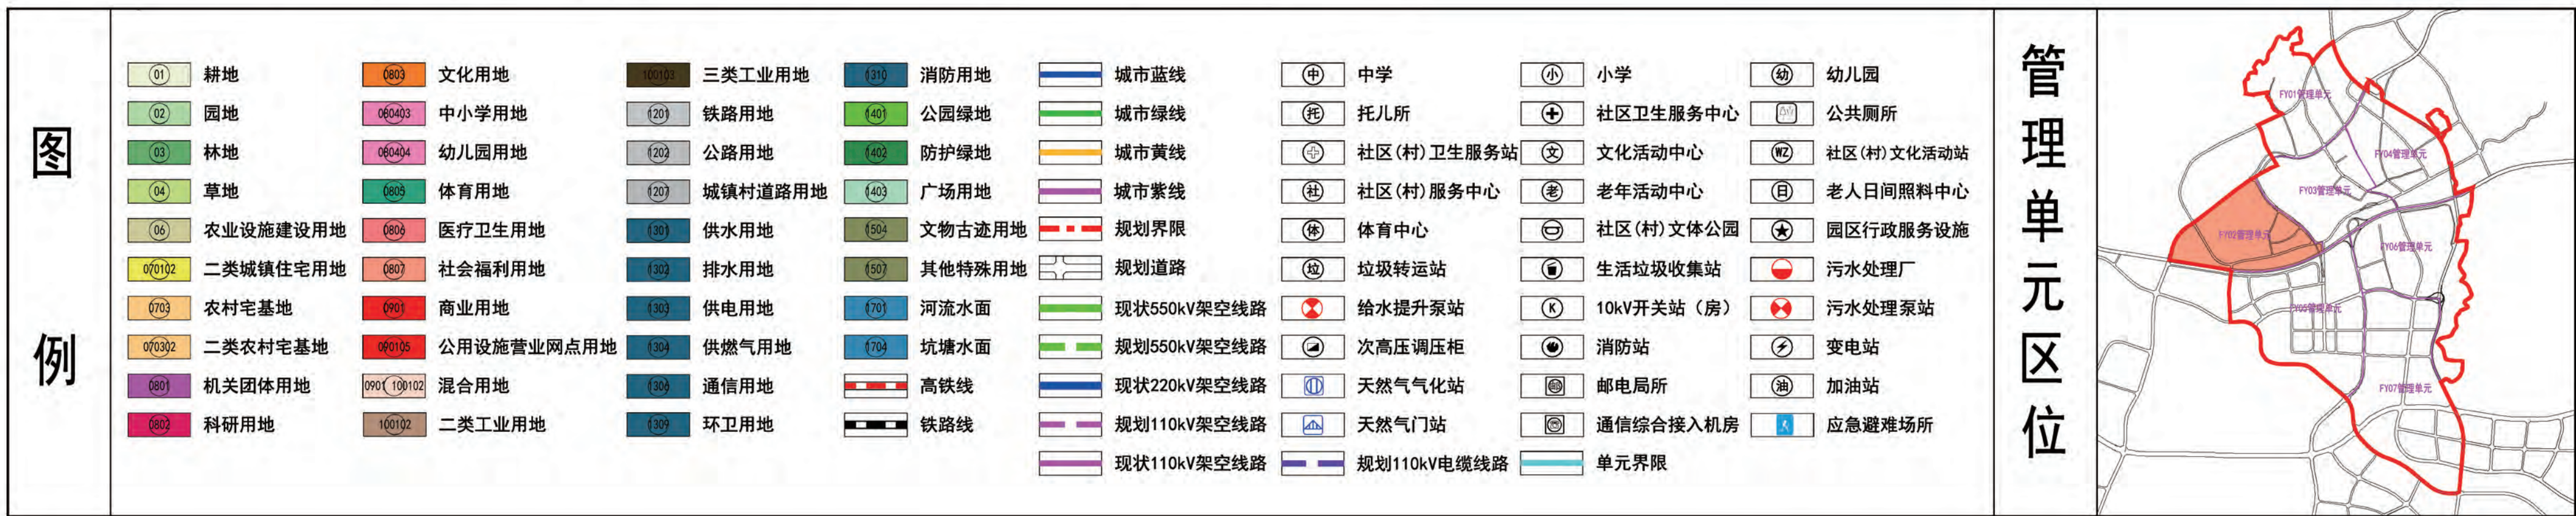 图例
01 耕地 0803 文化用地 100103 三类工业用地 1310 消防用地 城市蓝线 中 中学 小 小学 幼 幼儿园
02 园地 080403 中小学用地 1201 铁路用地 1401 公园绿地 城市绿线 托 托儿所 社区卫生服务中心 公共厕所
03 林地 080404 幼儿园用地 1202 公路用地 1402 防护绿地 城市黄线 社区(村)卫生服务站 文 文化活动中心 WZ 社区(村)文化活动站
04 草地 0805 体育用地 1207 城镇村道路用地 1403 广场用地 城市紫线 社 社区(村)服务中心 老 老年活动中心 日 老人日间照料中心
06 农业设施建设用地 0806 医疗卫生用地 1301 供水用地 1504 文物古迹用地 规划界限 体 体育中心 社区(村)文体公园 园区行政服务设施
070102 二类城镇住宅用地 0807 社会福利用地 1302 排水用地 1507 其他特殊用地 规划道路 垃 垃圾转运站 生活垃圾收集站 污水处理厂
0703 农村宅基地 0901 商业用地 1303 供电用地 1701 河流水面 现状550kV架空线路 给水提升泵站 K 10kV开关站（房） 污水处理泵站
070302 二类农村宅基地 090105 公用设施营业网点用地 1304 供燃气用地 1704 坑塘水面 规划550kV架空线路 次高压调压柜 消防站 变电站
0801 机关团体用地 0901 100102 混合用地 1306 通信用地 高铁线 现状220kV架空线路 天然气气化站 邮电局所 油 加油站
0802 科研用地 100102 二类工业用地 1309 环卫用地 铁路线 规划110kV架空线路 天然气门站 通信综合接入机房 应急避难场所
现状110kV架空线路 规划110kV电缆线路 单元界限
管理单元区位
FY01管理单元
FY04管理单元
FY03管理单元
FY02管理单元
FY06管理单元
FY05管理单元
FY07管理单元